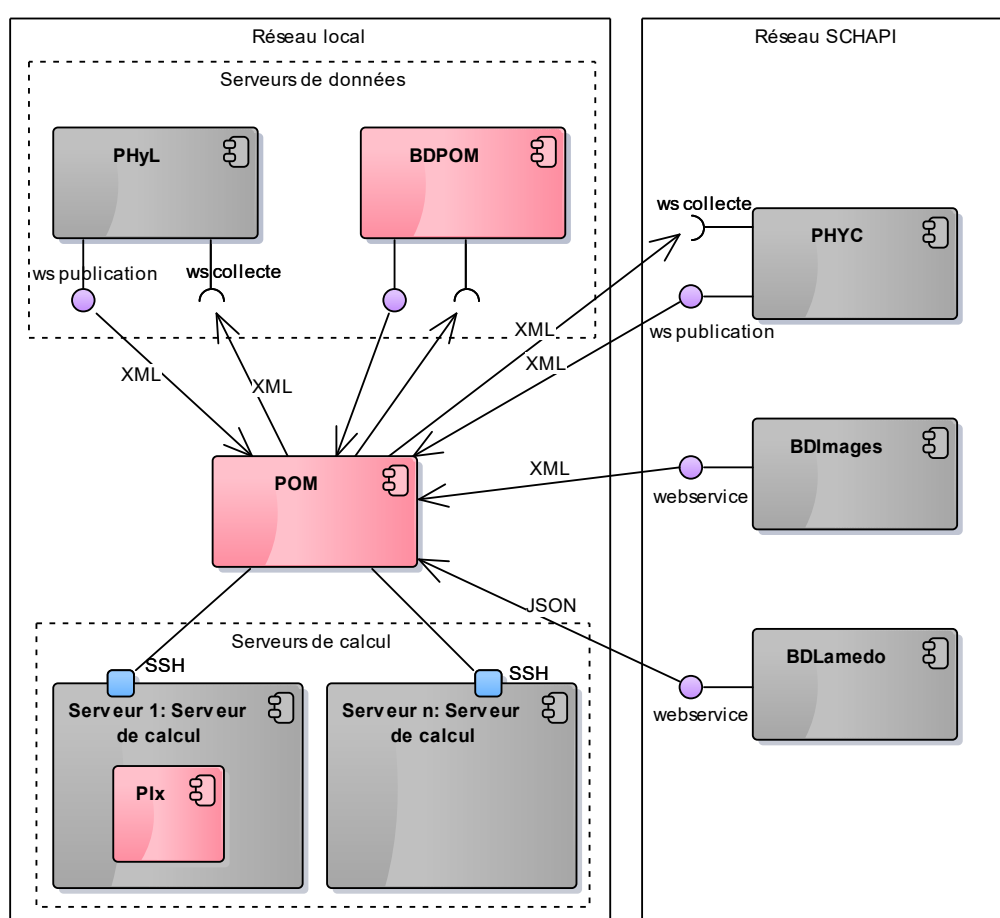 Réseau local
Réseau SCHAPI
Serveurs de données
PHyL
BDPOM
ws publication
ws collecte
ws collecte
PHYC
ws publication
XML
XML
XML
XML
POM
XML
BDImages
webservice
JSON
BDLamedo
webservice
Serveurs de calcul
SSH
SSH
Serveur 1: Serveur
de calcul
Serveur n: Serveur
de calcul
PIx